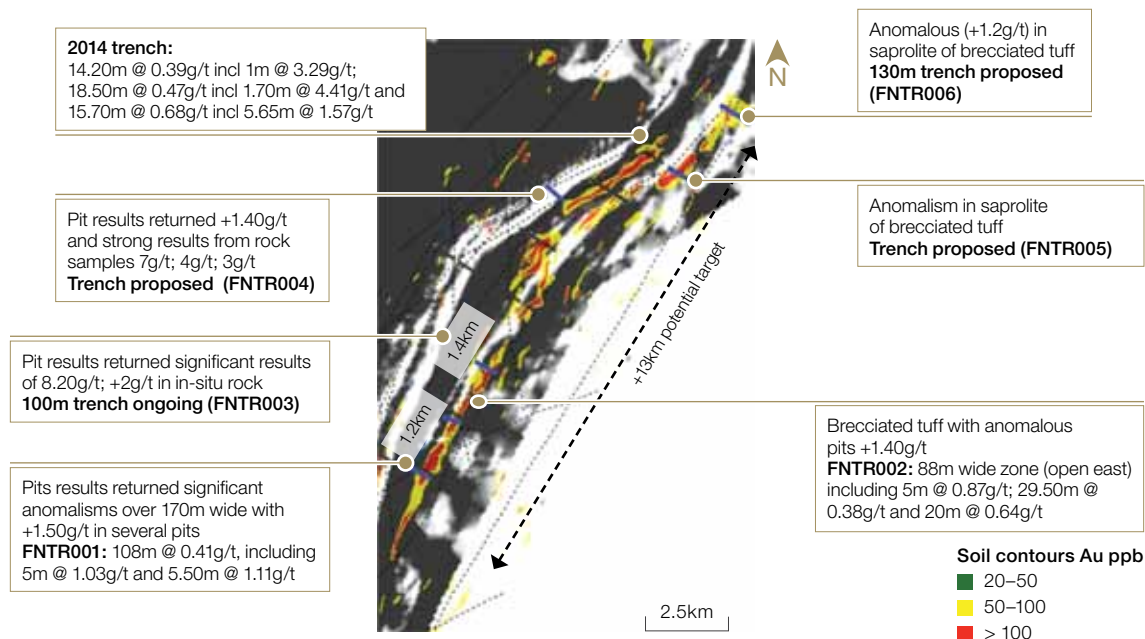 2014 trench:
14.20m @ 0.39g/t incl 1m @ 3.29g/t;
18.50m @ 0.47g/t incl 1.70m @ 4.41g/t and
15.70m @ 0.68g/t incl 5.65m @ 1.57g/t
Pit results returned +1.40g/t
and strong results from rock
samples 7g/t; 4g/t; 3g/t
Trench proposed (FNTR004)
Pit results returned significant results
of 8.20g/t; +2g/t in in-situ rock
100m trench ongoing (FNTR003)
Pits results returned significant
anomalisms over 170m wide with
+1.50g/t in several pits
FNTR001: 108m @ 0.41g/t, including
5m @ 1.03g/t and 5.50m @ 1.11g/t
N
1.4km
1.2km
+13km potential target
2.5km
Anomalous (+1.2g/t) in
saprolite of brecciated tuff
130m trench proposed
(FNTR006)
Anomalism in saprolite
of brecciated tuff
Trench proposed (FNTR005)
Brecciated tuff with anomalous
pits +1.40g/t
FNTR002: 88m wide zone (open east)
including 5m @ 0.87g/t; 29.50m @
0.38g/t and 20m @ 0.64g/t
Soil contours Au ppb
20–50
50–100
> 100